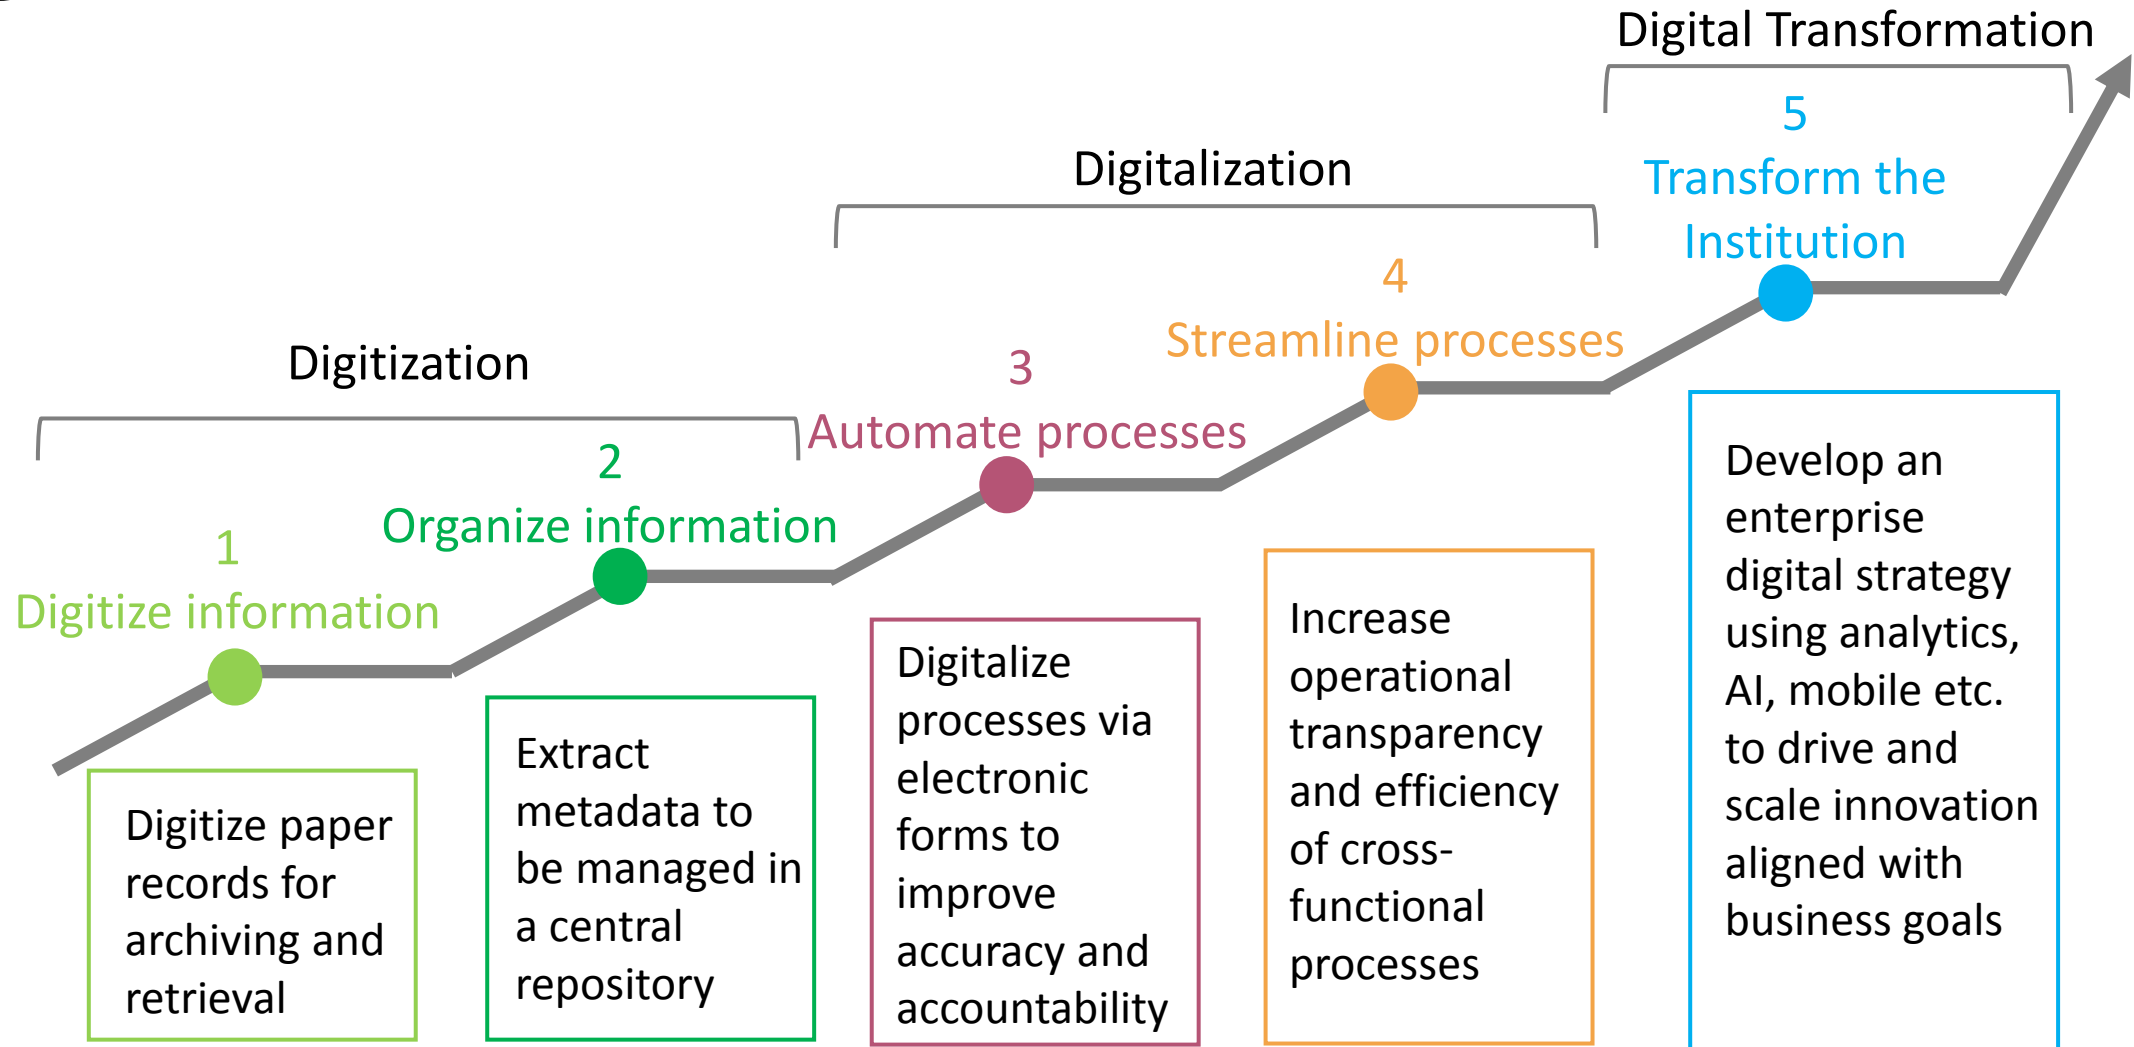 Digital Transformation
5
Transform the
Institution
Digitalization
4
Streamline processes
3
Automate processes
Digitization
2
Organize information
1
Digitize information
Digitize paper
records for
archiving and
retrieval
Extract
metadata to
be managed in
a central
repository
Digitalize
processes via
electronic
forms to
improve
accuracy and
accountability
Increase
operational
transparency
and efficiency
of cross-
functional
processes
Develop an
enterprise
digital strategy
using analytics,
AI, mobile etc.
to drive and
scale innovation
aligned with
business goals